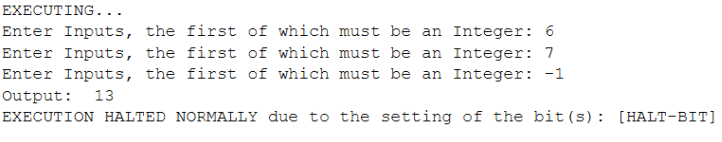 EXECUTING...
Enter Inputs, the first of which must be an Integer: 6
Enter Inputs, the first of which must be an Integer: 7
Enter Inputs, the first of which must be an Integer: -1
Output:  13
EXECUTION HALTED NORMALLY due to the setting of the bit(s): [HALT-BIT]